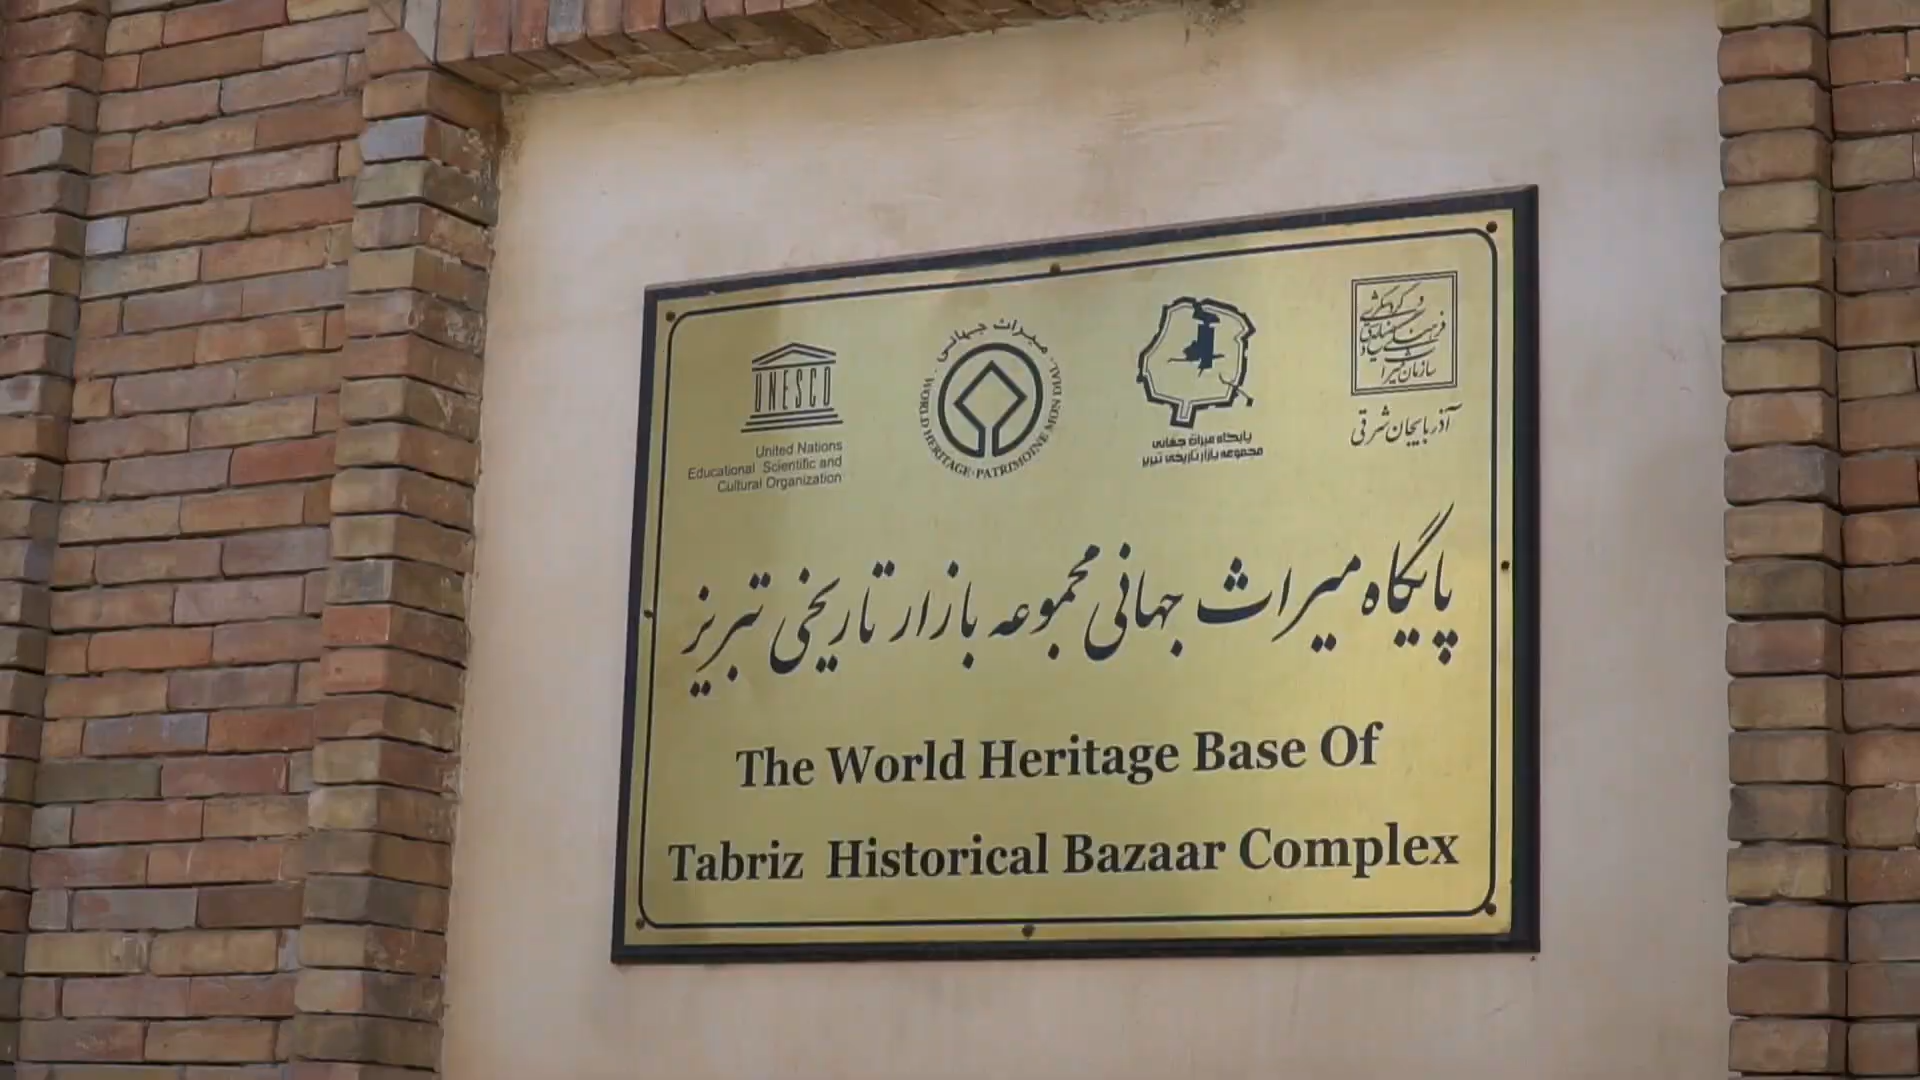 UNESCO
United Nations
Educational Scientific and
Cultural Organization
میراث جهانی
WORLD HERITAGE · PATRIMOINE MONDIAL
پایگاه میراث جهانی
مجموعه بازار تاریخی تبریز
سازمان میراث فرهنگی صنایع دستی و گردشگری
آذربایجان شرقی
پایگاه میراث جهانی مجموعه بازار تاریخی تبریز
The World Heritage Base Of
Tabriz Historical Bazaar Complex